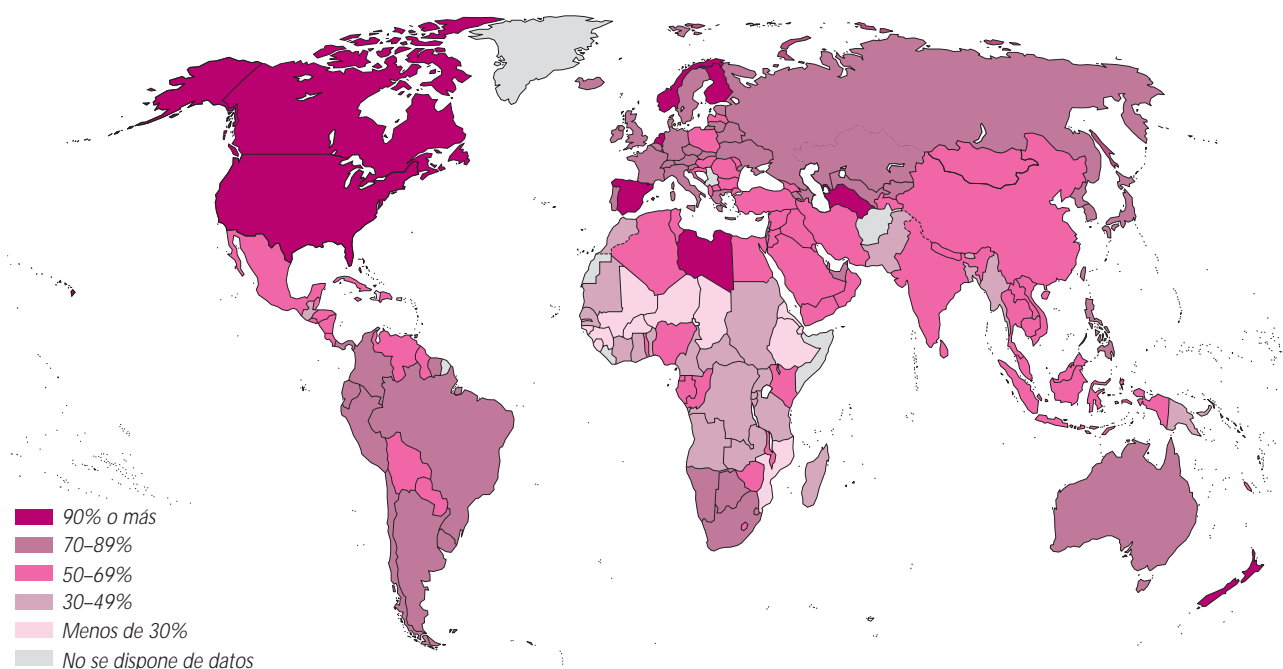 90% o más
70–89%
50–69%
30–49%
Menos de 30%
No se dispone de datos